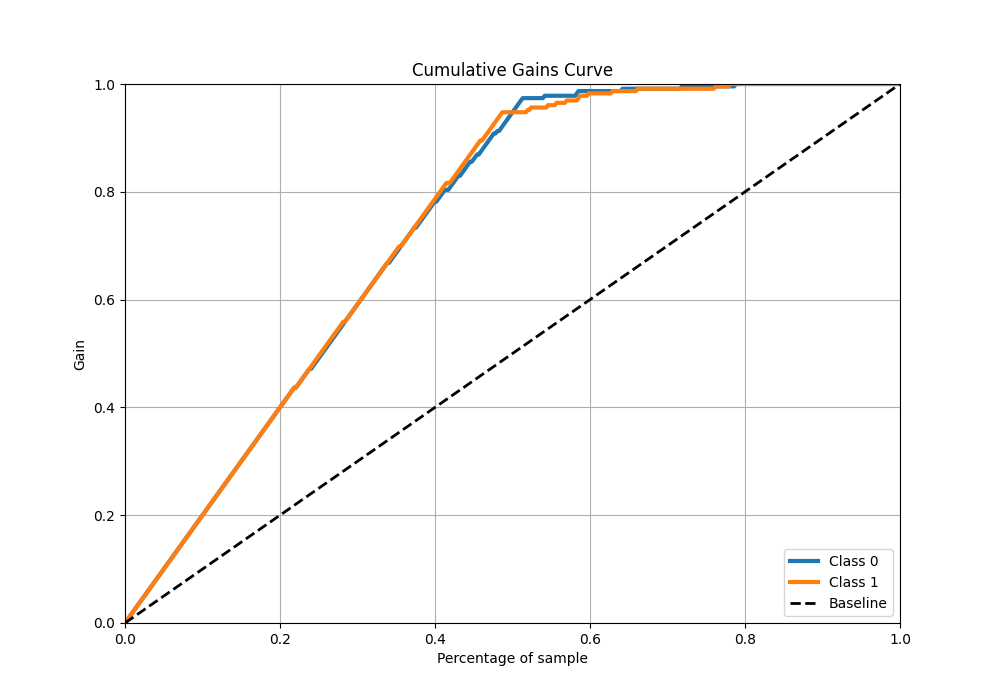 Cumulative Gains Curve
1.0
0.8
0.6
0.4
0.2
0.0
Gain
0.0 0.2 0.4 0.6 0.8 1.0
Percentage of sample
Class 0
Class 1
Baseline